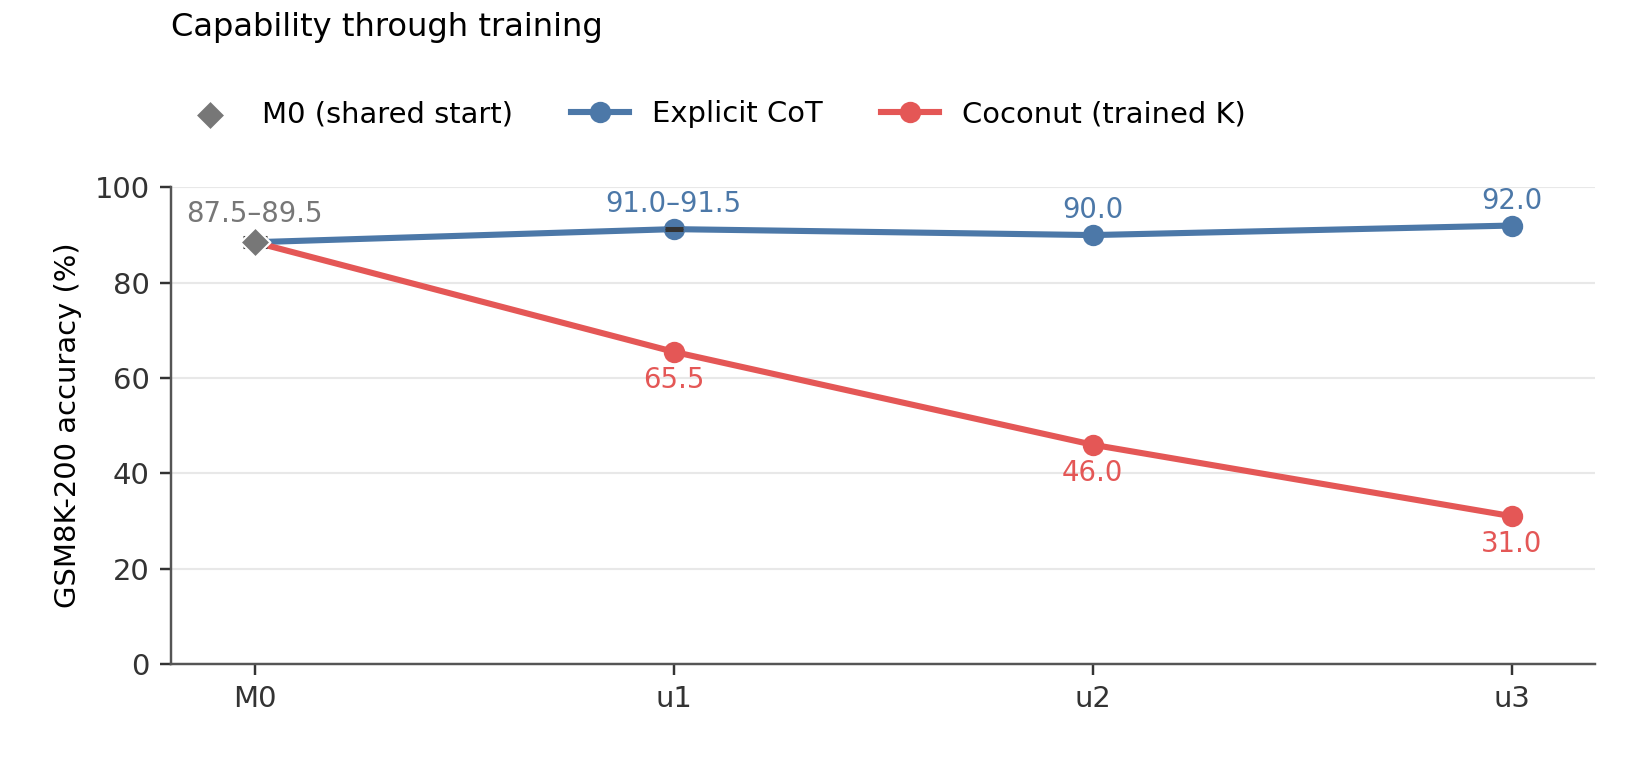 Capability through training
M0 (shared start)
Explicit CoT
Coconut (trained K)
GSM8K-200 accuracy (%)
100
80
60
40
20
0
87.5–89.5
91.0–91.5
90.0
92.0
65.5
46.0
31.0
M0
u1
u2
u3